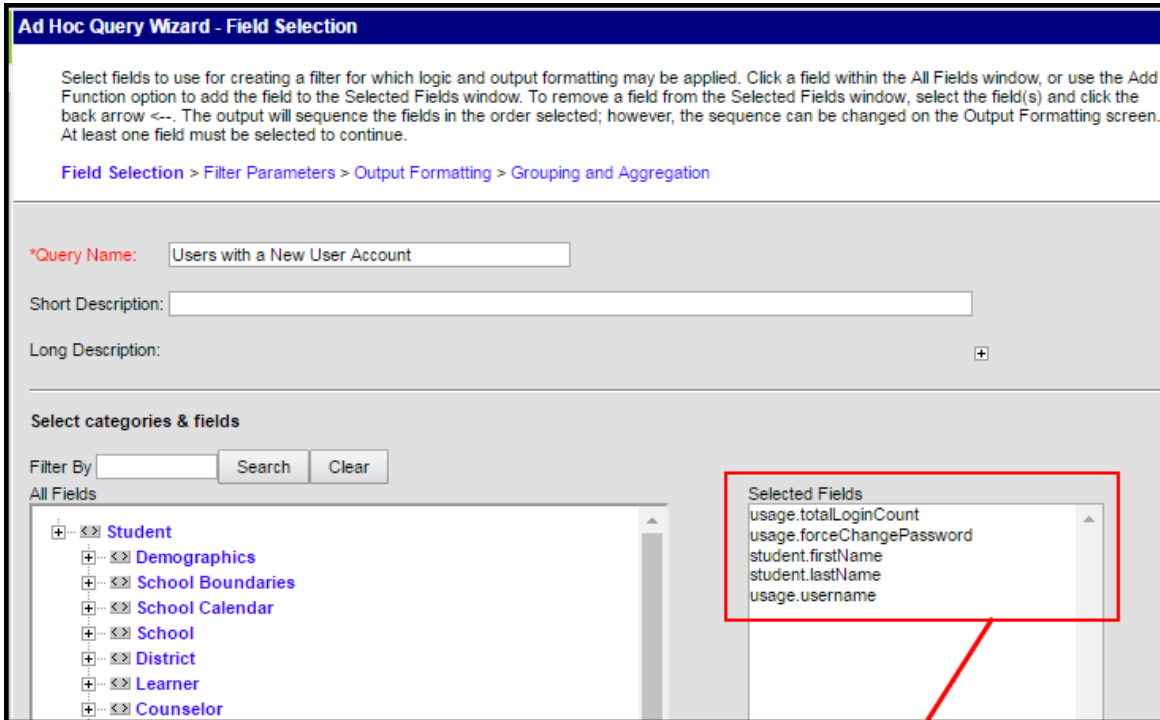 Ad Hoc Query Wizard - Field Selection
Select fields to use for creating a filter for which logic and output formatting may be applied. Click a field within the All Fields window, or use the Add
Function option to add the field to the Selected Fields window. To remove a field from the Selected Fields window, select the field(s) and click the
back arrow <--. The output will sequence the fields in the order selected; however, the sequence can be changed on the Output Formatting screen.
At least one field must be selected to continue.
Field Selection > Filter Parameters > Output Formatting > Grouping and Aggregation
*Query Name: Users with a New User Account
Short Description:
Long Description:
Select categories & fields
Filter By Search Clear
All Fields
Student
Demographics
School Boundaries
School Calendar
School
District
Learner
Counselor
Selected Fields
usage.totalLoginCount
usage.forceChangePassword
student.firstName
student.lastName
usage.username